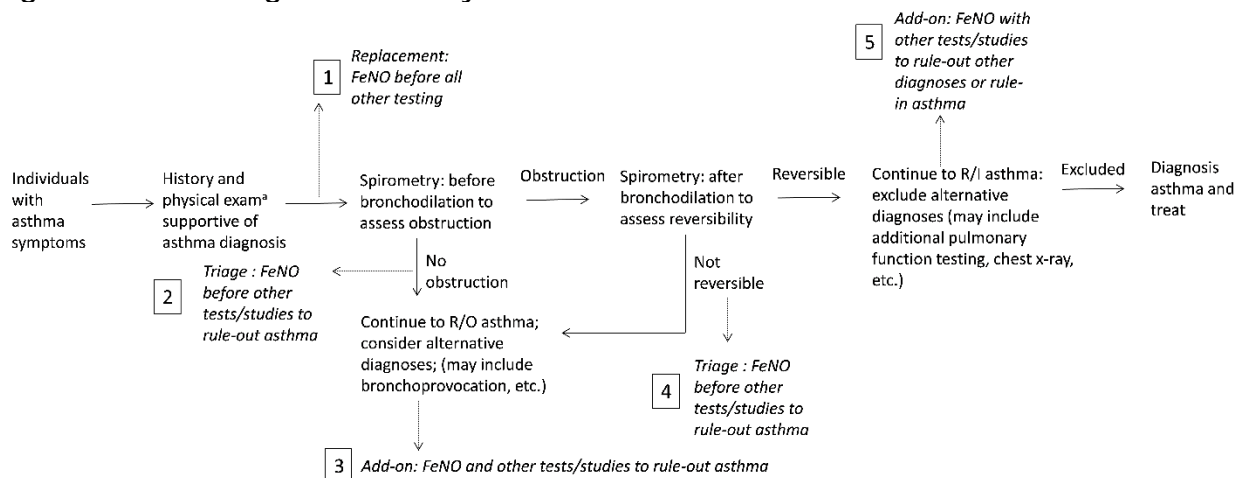 1
Replacement:
FeNO before all
other testing
5
Add-on: FeNO with
other tests/studies
to rule-out other
diagnoses or rule-
in asthma
Individuals
with
asthma
symptoms
History and
physical examᵃ
supportive of
asthma diagnosis
Spirometry: before
bronchodilation to
assess obstruction
Obstruction
Spirometry: after
bronchodilation to
assess reversibility
Reversible
Continue to R/I asthma:
exclude alternative
diagnoses (may include
additional pulmonary
function testing, chest x-ray,
etc.)
Excluded
Diagnosis
asthma and
treat
No
obstruction
Not
reversible
2
Triage : FeNO
before other
tests/studies to
rule-out asthma
Continue to R/O asthma;
consider alternative
diagnoses; (may include
bronchoprovocation, etc.)
4
Triage : FeNO
before other
tests/studies to
rule-out asthma
3
Add-on: FeNO and other tests/studies to rule-out asthma